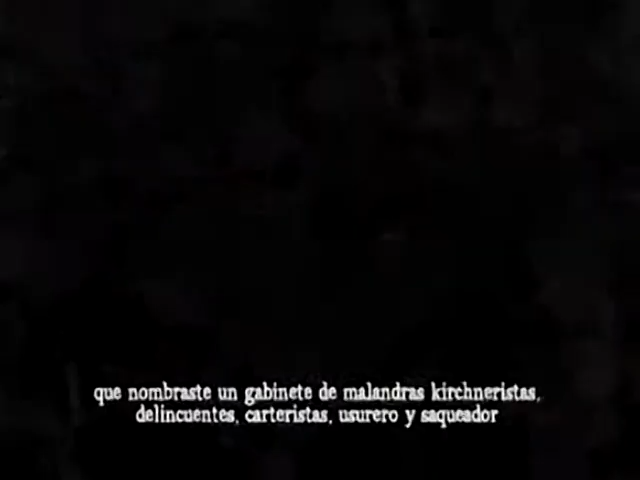 que nombraste un gabinete de malandras kirchneristas,
delincuentes, carteristas, usurero y saqueador